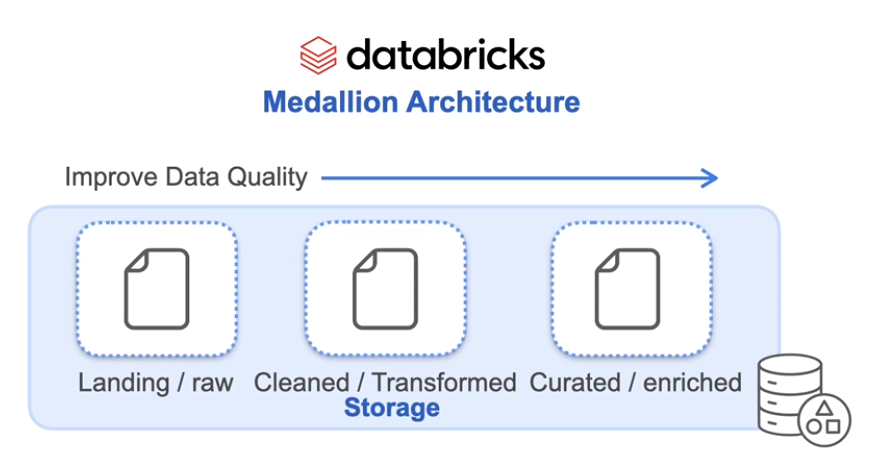 databricks
Medallion Architecture
Improve Data Quality
Landing / raw
Cleaned / Transformed
Curated / enriched
Storage